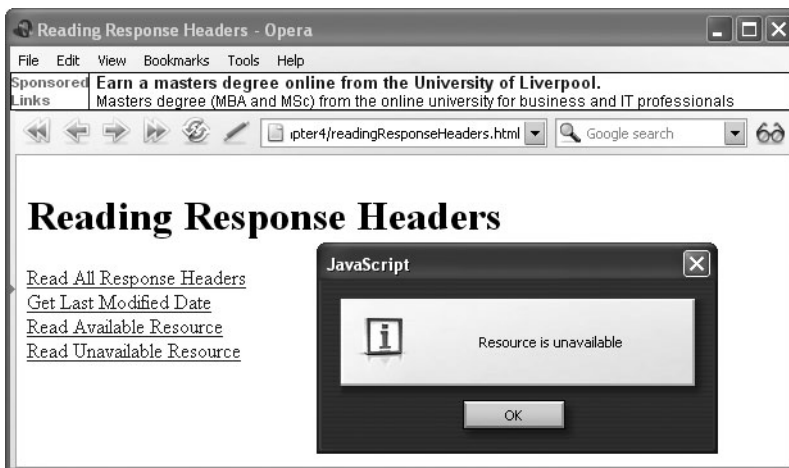 Reading Response Headers - Opera
File Edit View Bookmarks Tools Help
Sponsored Links
Earn a masters degree online from the University of Liverpool.
Masters degree (MBA and MSc) from the online university for business and IT professionals
ipter4/readingResponseHeaders.html
Google search
Reading Response Headers
Read All Response Headers
Get Last Modified Date
Read Available Resource
Read Unavailable Resource
JavaScript
Resource is unavailable
OK